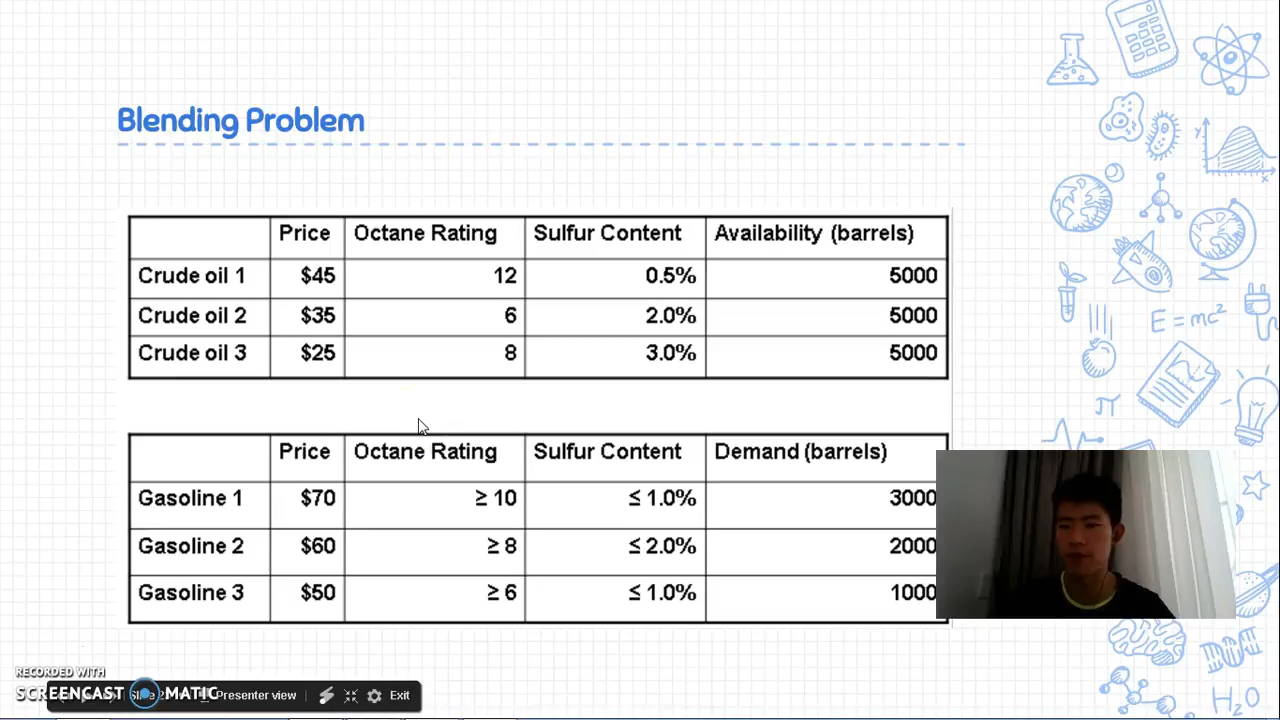 Blending Problem
Price Octane Rating Sulfur Content Availability (barrels)
Crude oil 1 $45 12 0.5% 5000
Crude oil 2 $35 6 2.0% 5000
Crude oil 3 $25 8 3.0% 5000
Price Octane Rating Sulfur Content Demand (barrels)
Gasoline 1 $70 ≥ 10 ≤ 1.0% 3000
Gasoline 2 $60 ≥ 8 ≤ 2.0% 2000
Gasoline 3 $50 ≥ 6 ≤ 1.0% 1000
y
x
E = mc²
π
DNA
H₂O
RECORDED WITH
SCREENCAST MATIC
Presenter view Exit